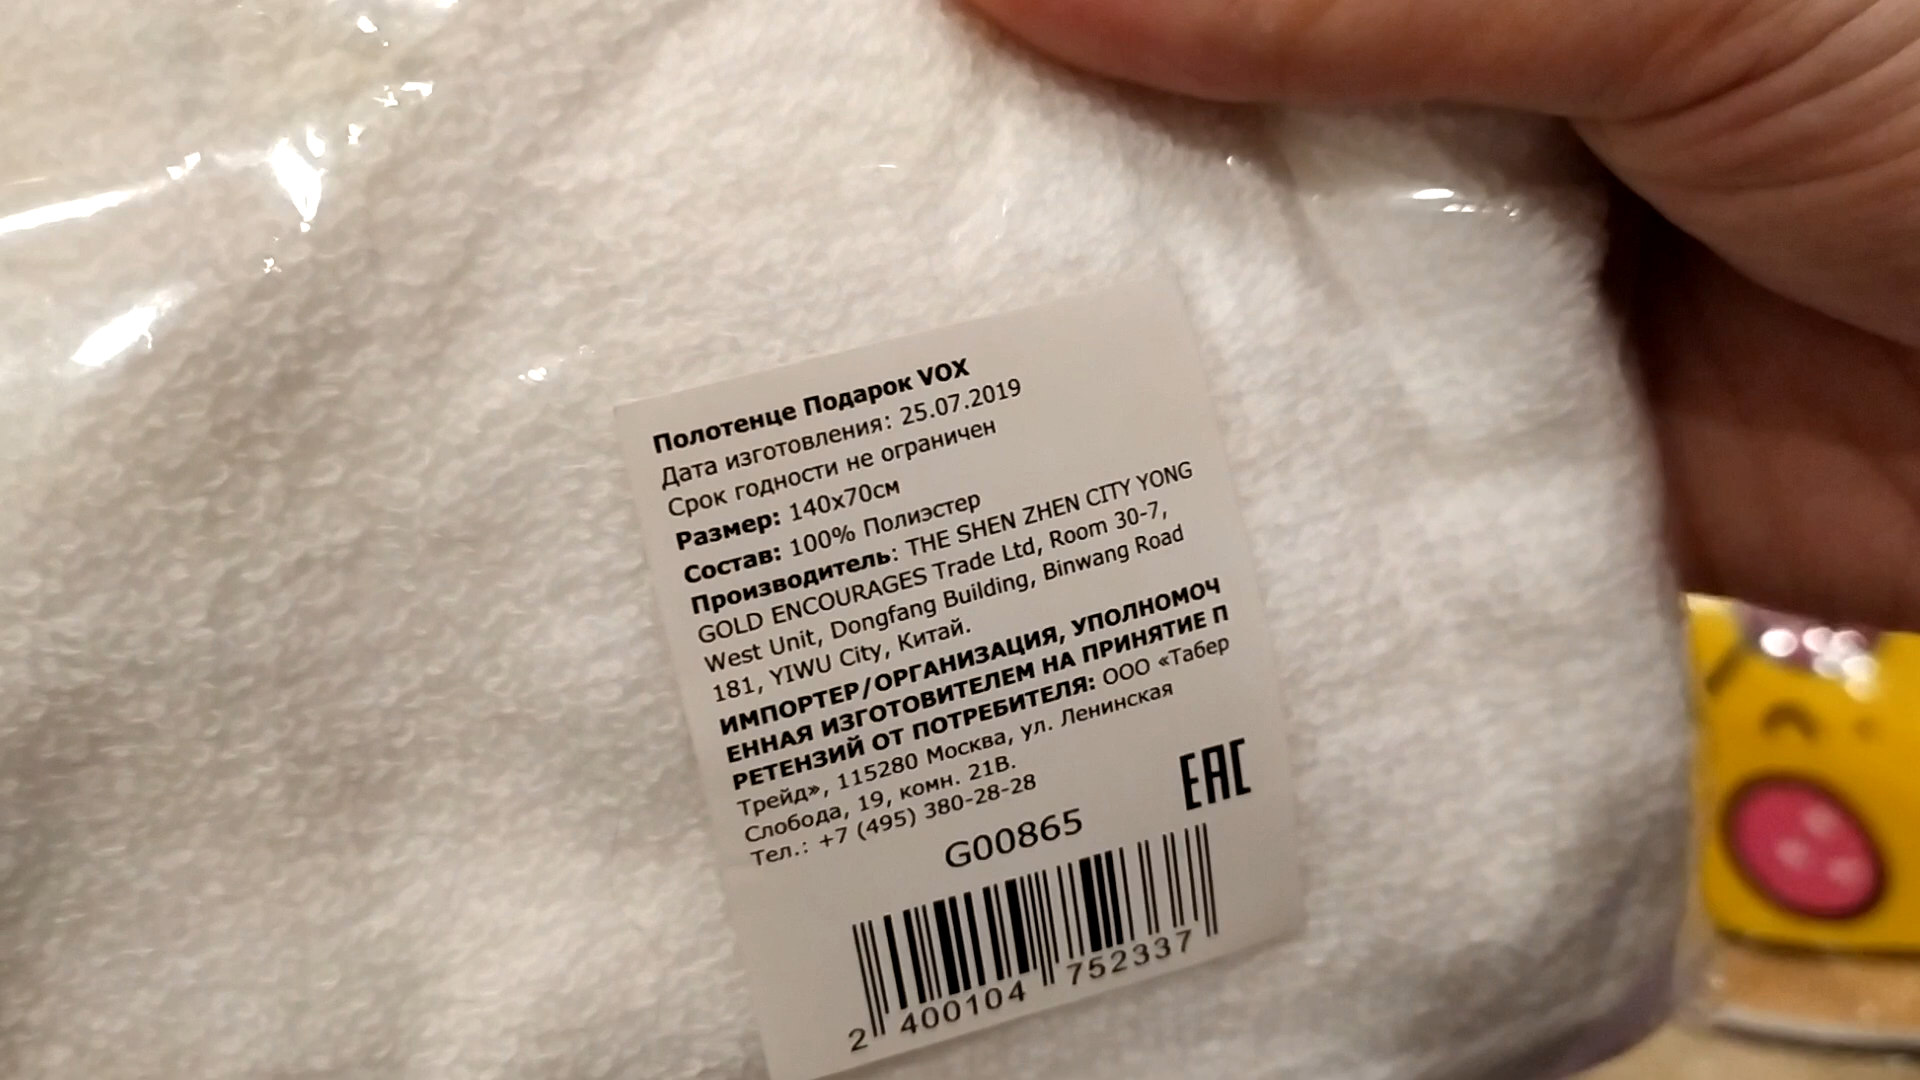 Полотенце Подарок VOX
Дата изготовления: 25.07.2019
Срок годности не ограничен
Размер: 140х70см
Состав: 100% Полиэстер
Производитель: THE SHEN ZHEN CITY YONG
GOLD ENCOURAGES Trade Ltd, Room 30-7,
West Unit, Dongfang Building, Binwang Road
181, YIWU City, Китай.
ИМПОРТЕР/ОРГАНИЗАЦИЯ, УПОЛНОМОЧ
ЕННАЯ ИЗГОТОВИТЕЛЕМ НА ПРИНЯТИЕ П
РЕТЕНЗИЙ ОТ ПОТРЕБИТЕЛЯ: ООО «Табер
Трейд», 115280 Москва, ул. Ленинская
Слобода, 19, комн. 21В.
Тел.: +7 (495) 380-28-28
EAC
G00865
2 400104 752337